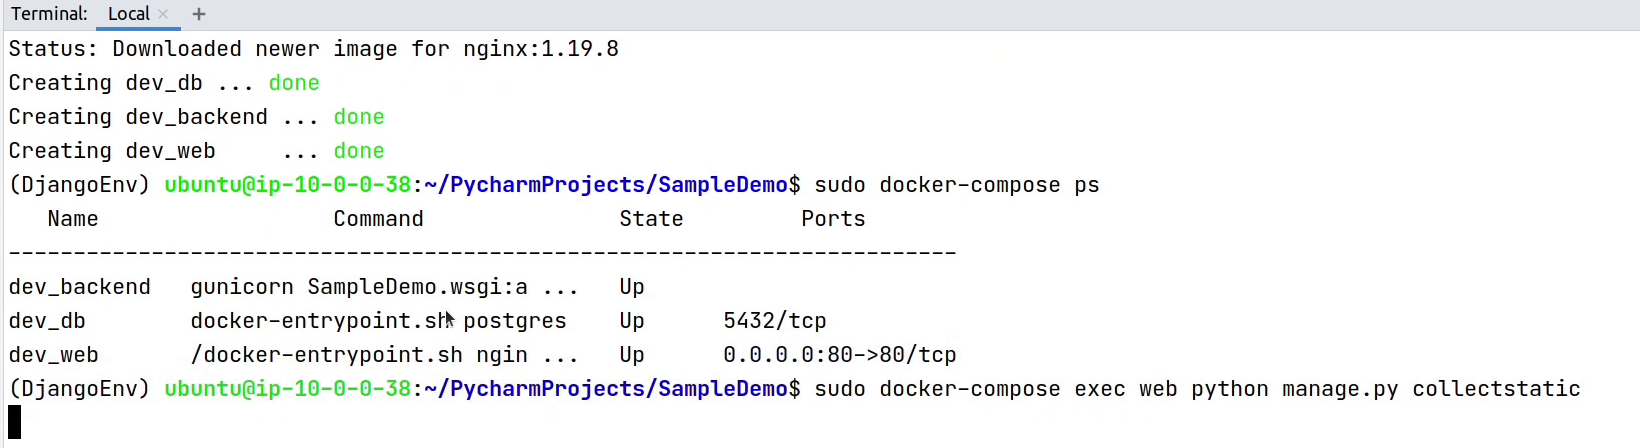 Terminal: Local × +
Status: Downloaded newer image for nginx:1.19.8
Creating dev_db ... done
Creating dev_backend ... done
Creating dev_web     ... done
(DjangoEnv) ubuntu@ip-10-0-0-38:~/PycharmProjects/SampleDemo$ sudo docker-compose ps
   Name                  Command               State         Ports
-------------------------------------------------------------------------
dev_backend   gunicorn SampleDemo.wsgi:a ...   Up
dev_db        docker-entrypoint.sh postgres    Up      5432/tcp
dev_web       /docker-entrypoint.sh ngin ...   Up      0.0.0.0:80->80/tcp
(DjangoEnv) ubuntu@ip-10-0-0-38:~/PycharmProjects/SampleDemo$ sudo docker-compose exec web python manage.py collectstatic